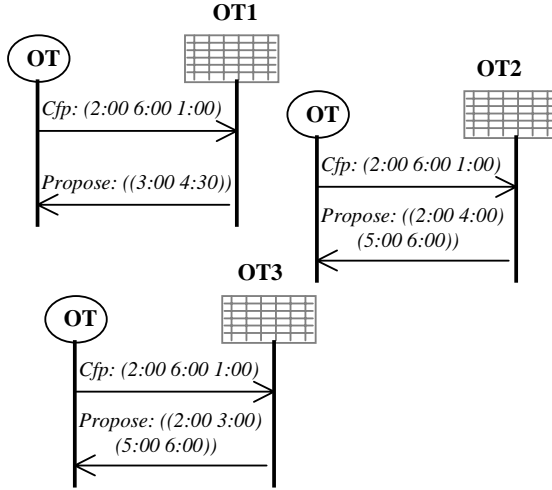 OT1
OT
Cfp: (2:00 6:00 1:00)
Propose: ((3:00 4:30))
OT2
OT
Cfp: (2:00 6:00 1:00)
Propose: ((2:00 4:00)
(5:00 6:00))
OT3
OT
Cfp: (2:00 6:00 1:00)
Propose: ((2:00 3:00)
(5:00 6:00))